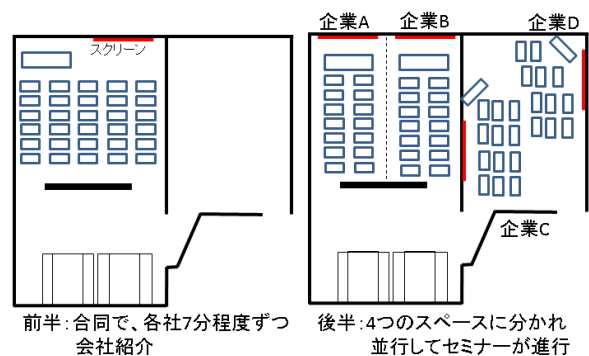 企業A
企業B
企業D
スクリーン
企業C
前半：合同で、各社7分程度ずつ
会社紹介
後半：4つのスペースに分かれ
並行してセミナーが進行